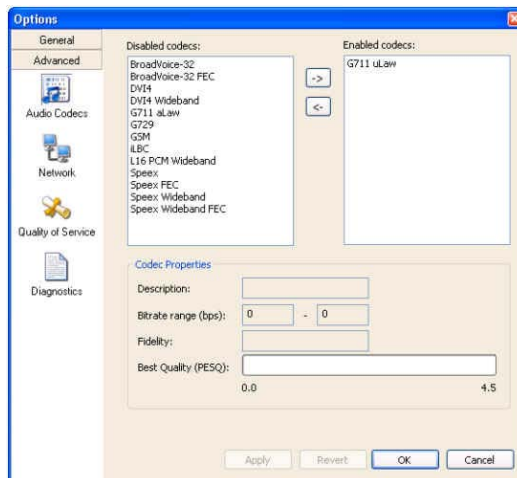 Options
General
Advanced
Audio Codecs
Network
Quality of Service
Diagnostics
Disabled codecs:
BroadVoice-32
BroadVoice-32 FEC
DVI4
DVI4 Wideband
G711 aLaw
G729
GSM
iLBC
L16 PCM Wideband
Speex
Speex FEC
Speex Wideband
Speex Wideband FEC
->
<-
Enabled codecs:
G711 uLaw
Codec Properties
Description:
Bitrate range (bps): 0 - 0
Fidelity:
Best Quality (PESQ):
0.0 4.5
Apply Revert OK Cancel